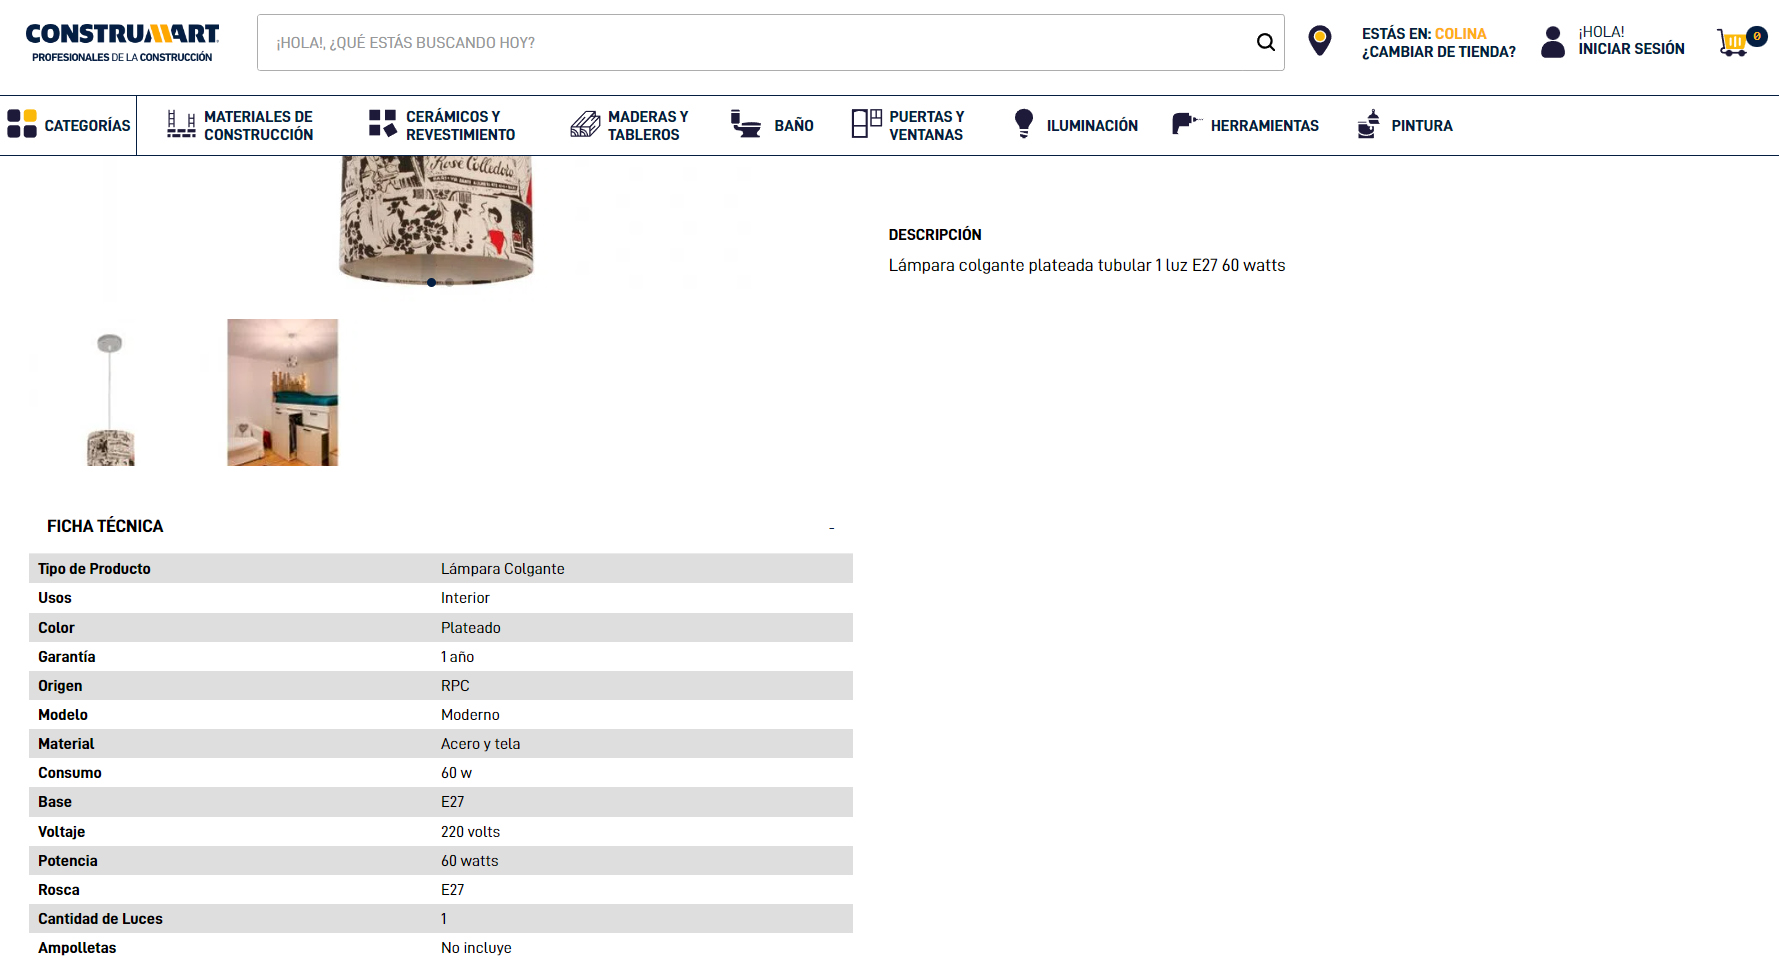 CONSTRUMART
PROFESIONALES DE LA CONSTRUCCIÓN
¡HOLA!, ¿QUÉ ESTÁS BUSCANDO HOY?
ESTÁS EN: COLINA
¿CAMBIAR DE TIENDA?
¡HOLA!
INICIAR SESIÓN
0
CATEGORÍAS
MATERIALES DE
CONSTRUCCIÓN
CERÁMICOS Y
REVESTIMIENTO
MADERAS Y
TABLEROS
BAÑO
PUERTAS Y
VENTANAS
ILUMINACIÓN
HERRAMIENTAS
PINTURA
DESCRIPCIÓN
Lámpara colgante plateada tubular 1 luz E27 60 watts
FICHA TÉCNICA
-
Tipo de Producto Lámpara Colgante
Usos Interior
Color Plateado
Garantía 1 año
Origen RPC
Modelo Moderno
Material Acero y tela
Consumo 60 w
Base E27
Voltaje 220 volts
Potencia 60 watts
Rosca E27
Cantidad de Luces 1
Ampolletas No incluye